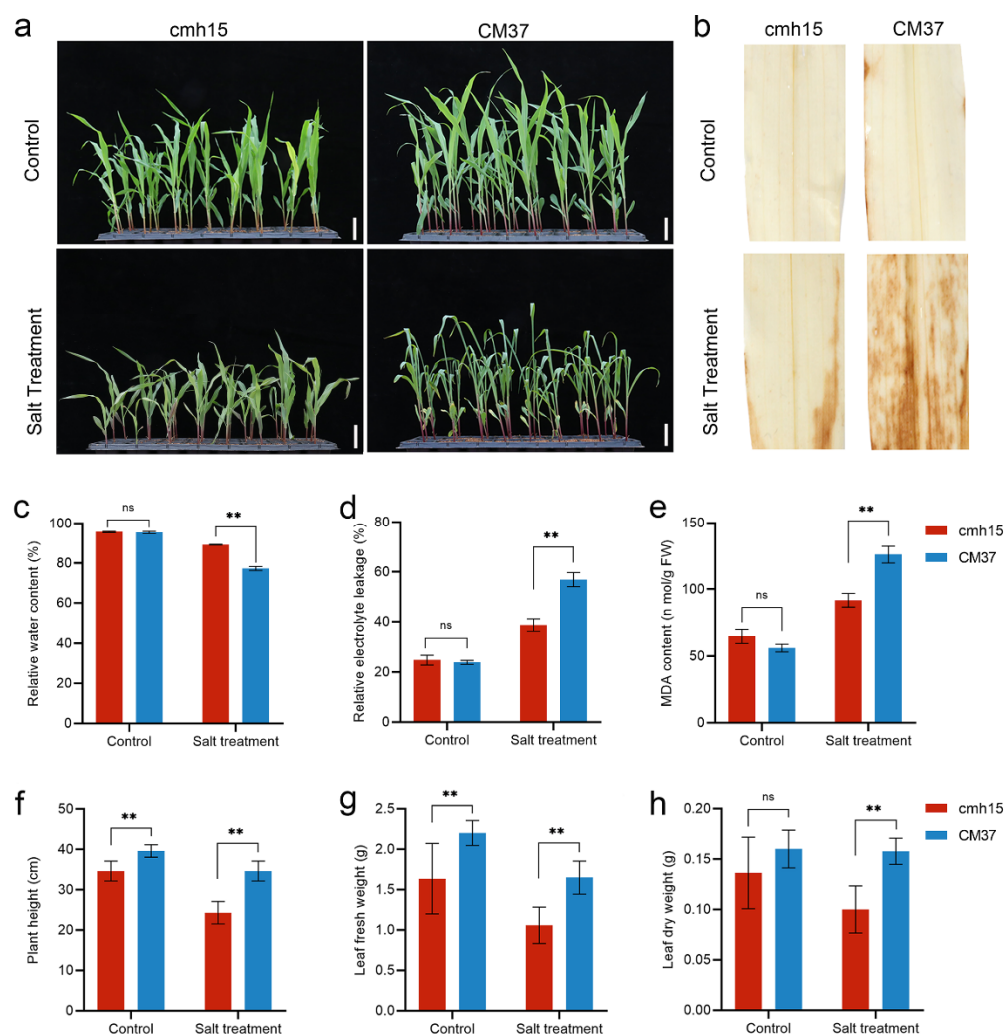 a
cmh15
CM37
b
cmh15
CM37
Control
Salt Treatment
Control
Salt Treatment
c
Relative water content (%)
100
80
60
40
20
0
ns
**
Control
Salt treatment
d
Relative electrolyte leakage (%)
80
60
40
20
0
ns
**
Control
Salt treatment
e
MDA content (n mol/g FW)
150
100
50
0
ns
**
Control
Salt treatment
cmh15
CM37
f
Plant height (cm)
50
40
30
20
10
0
**
**
Control
Salt treatment
g
Leaf fresh weight (g)
2.5
2.0
1.5
1.0
0.5
0.0
**
**
Control
Salt treatment
h
Leaf dry weight (g)
0.20
0.15
0.10
0.05
0.00
ns
**
Control
Salt treatment
cmh15
CM37